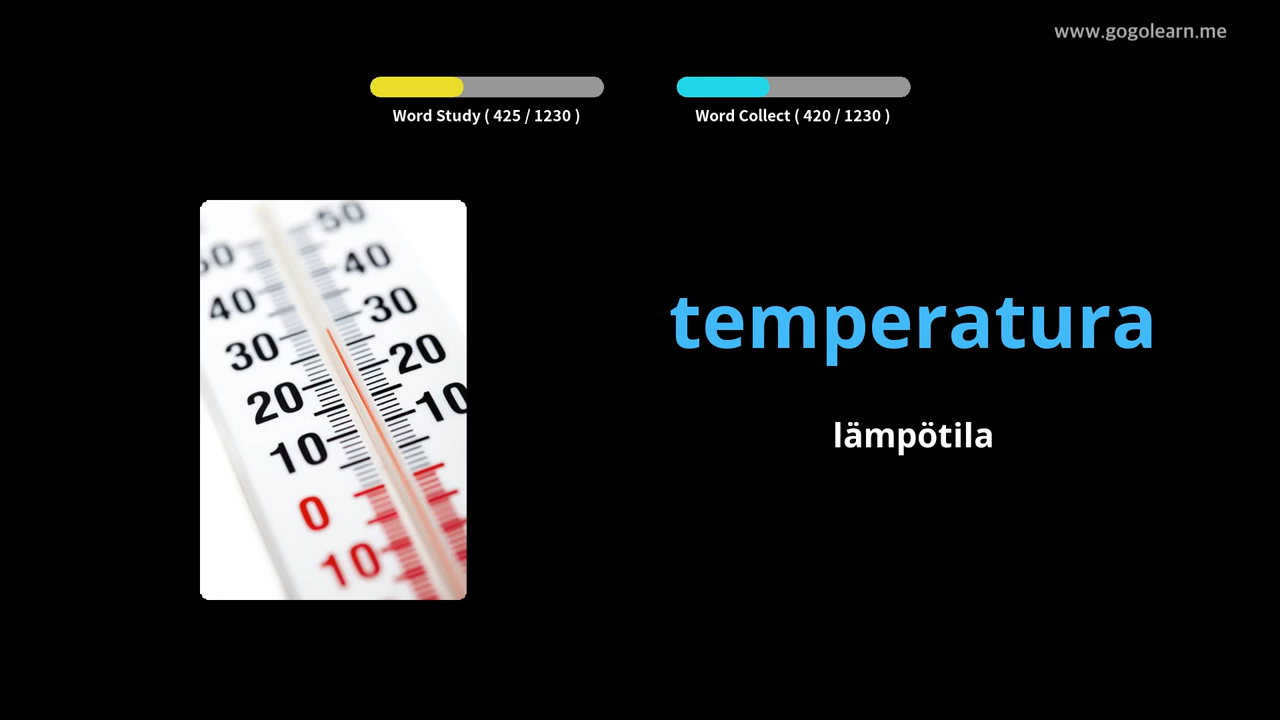 www.gogolearn.me
Word Study ( 425 / 1230 )
Word Collect ( 420 / 1230 )
temperatura
lämpötila
50
50
40
40
30
30
20
20
10
10
0
10